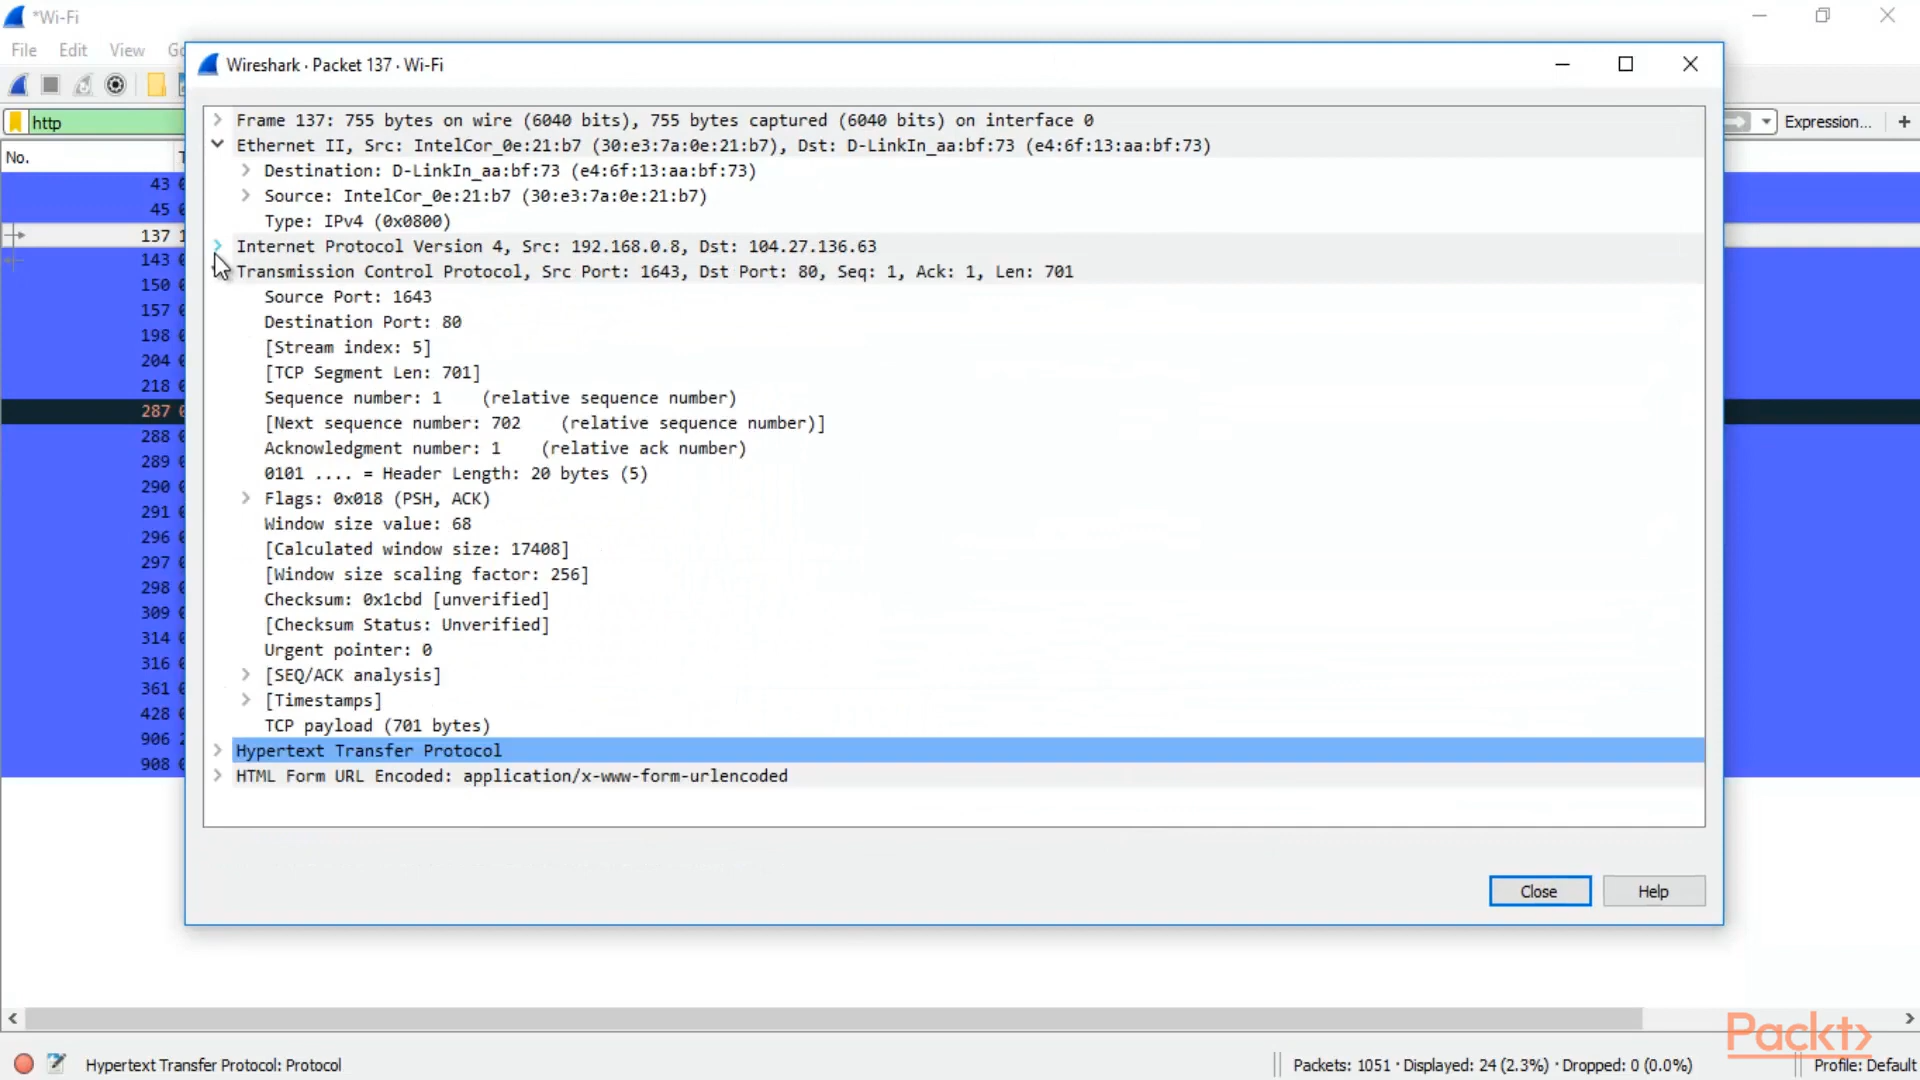 *Wi-Fi
File Edit View
Wireshark · Packet 137 · Wi-Fi
http
Expression...
+
No.
Frame 137: 755 bytes on wire (6040 bits), 755 bytes captured (6040 bits) on interface 0
Ethernet II, Src: IntelCor_0e:21:b7 (30:e3:7a:0e:21:b7), Dst: D-LinkIn_aa:bf:73 (e4:6f:13:aa:bf:73)
Destination: D-LinkIn_aa:bf:73 (e4:6f:13:aa:bf:73)
Source: IntelCor_0e:21:b7 (30:e3:7a:0e:21:b7)
Type: IPv4 (0x0800)
Internet Protocol Version 4, Src: 192.168.0.8, Dst: 104.27.136.63
Transmission Control Protocol, Src Port: 1643, Dst Port: 80, Seq: 1, Ack: 1, Len: 701
Source Port: 1643
Destination Port: 80
[Stream index: 5]
[TCP Segment Len: 701]
Sequence number: 1 (relative sequence number)
[Next sequence number: 702 (relative sequence number)]
Acknowledgment number: 1 (relative ack number)
0101 .... = Header Length: 20 bytes (5)
Flags: 0x018 (PSH, ACK)
Window size value: 68
[Calculated window size: 17408]
[Window size scaling factor: 256]
Checksum: 0x1cbd [unverified]
[Checksum Status: Unverified]
Urgent pointer: 0
[SEQ/ACK analysis]
[Timestamps]
TCP payload (701 bytes)
Hypertext Transfer Protocol
HTML Form URL Encoded: application/x-www-form-urlencoded
43
45
137
143
150
157
198
204
218
287
288
289
290
291
296
297
298
309
314
316
361
428
906
908
Close
Help
Packt>
Hypertext Transfer Protocol: Protocol
Packets: 1051 · Displayed: 24 (2.3%) · Dropped: 0 (0.0%)
Profile: Default